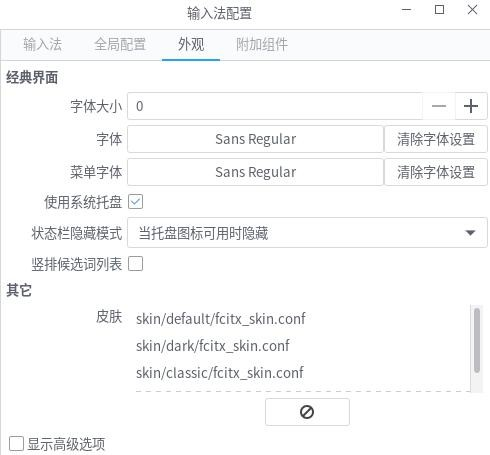 输入法配置
输入法 全局配置 外观 附加组件
经典界面
字体大小 0
字体 Sans Regular 清除字体设置
菜单字体 Sans Regular 清除字体设置
使用系统托盘
状态栏隐藏模式 当托盘图标可用时隐藏
竖排候选词列表
其它
皮肤 skin/default/fcitx_skin.conf
skin/dark/fcitx_skin.conf
skin/classic/fcitx_skin.conf
显示高级选项